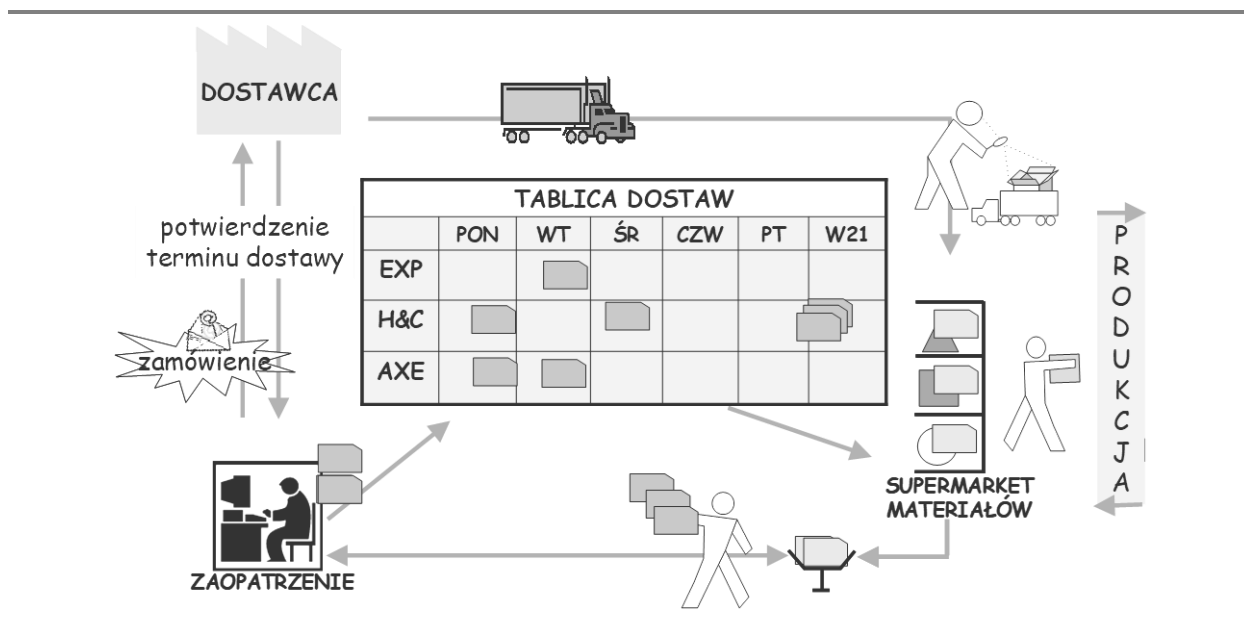 DOSTAWCA
TABLICA DOSTAW
PON WT ŚR CZW PT W21
EXP
H&C
AXE
potwierdzenie
terminu dostawy
@
zamówienie
ZAOPATRZENIE
SUPERMARKET
MATERIAŁÓW
P
R
O
D
U
K
C
J
A